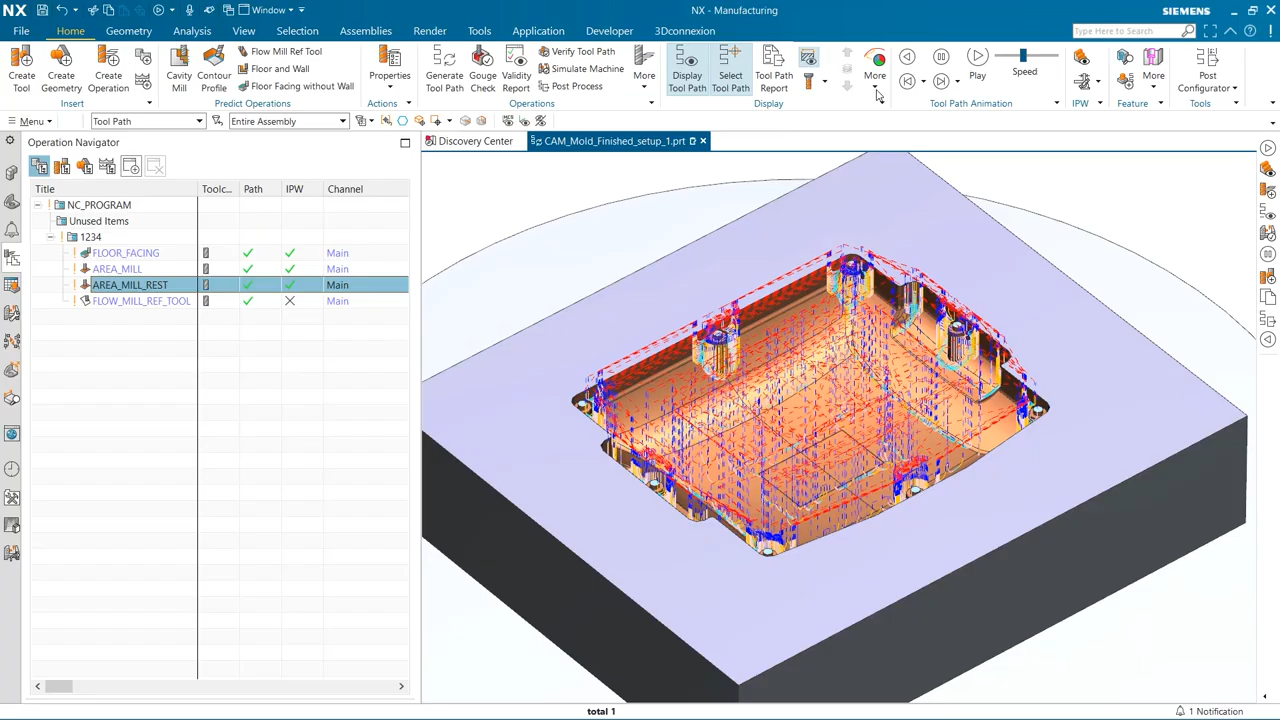 NX
Window
NX - Manufacturing
SIEMENS
File Home Geometry Analysis View Selection Assemblies Render Tools Application Developer 3Dconnexion
Type Here to Search
Create Tool
Create Geometry
Create Operation
Insert
Cavity Mill
Contour Profile
Flow Mill Ref Tool
Floor and Wall
Floor Facing without Wall
Predict Operations
Properties
Actions
Generate Tool Path
Gouge Check
Validity Report
Verify Tool Path
Simulate Machine
Post Process
More
Operations
Display Tool Path
Select Tool Path
Tool Path Report
More
Display
Play
Speed
Tool Path Animation
IPW
More
Feature
Post Configurator
Tools
Menu
Tool Path
Entire Assembly
Operation Navigator
Discovery Center
CAM_Mold_Finished_setup_1.prt
Title Toolc... Path IPW Channel
NC_PROGRAM
Unused Items
1234
FLOOR_FACING Main
AREA_MILL Main
AREA_MILL_REST Main
FLOW_MILL_REF_TOOL Main
total 1
1 Notification